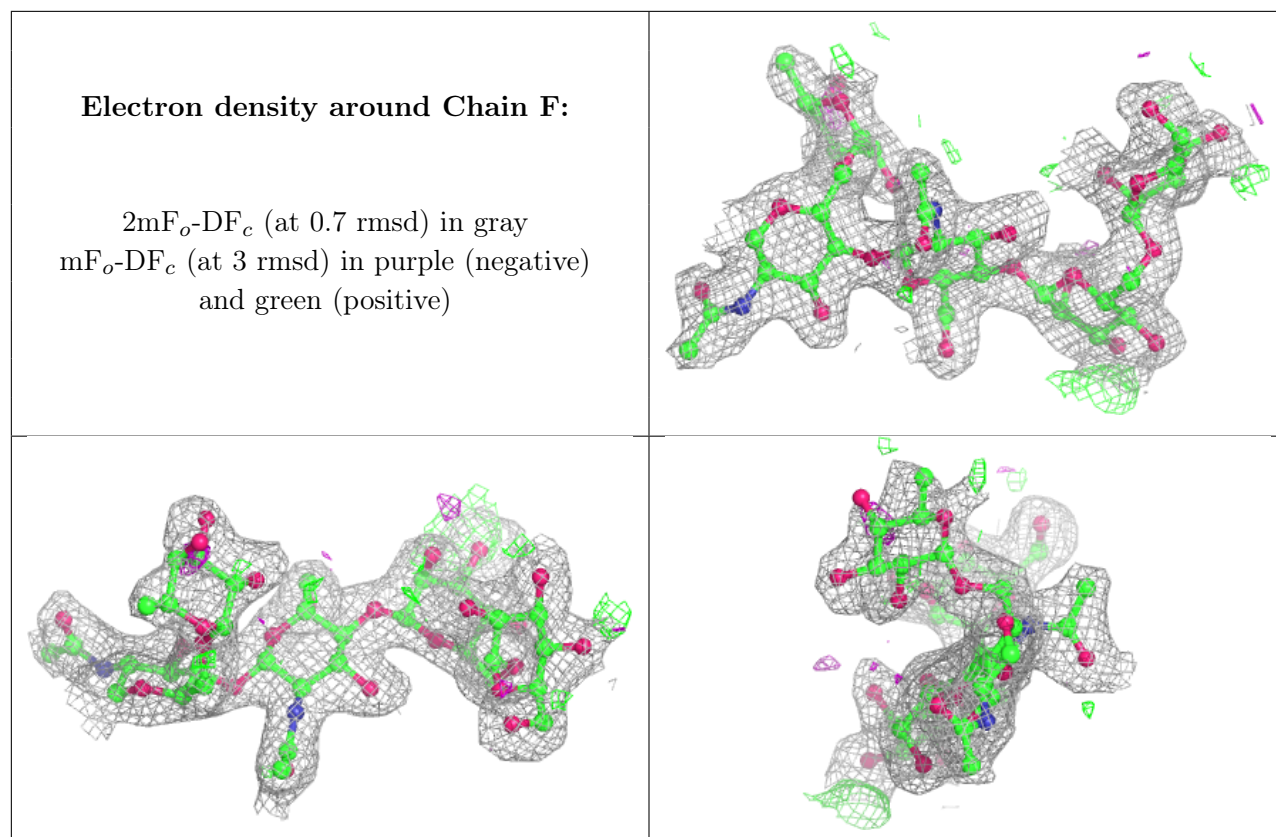 Electron density around Chain F:
2mFₒ-DF𝒸 (at 0.7 rmsd) in gray
mFₒ-DF𝒸 (at 3 rmsd) in purple (negative)
and green (positive)